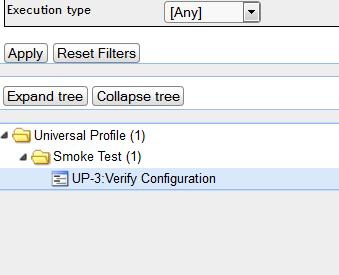 Execution type [Any]
Apply Reset Filters
Expand tree Collapse tree
Universal Profile (1)
Smoke Test (1)
UP-3:Verify Configuration